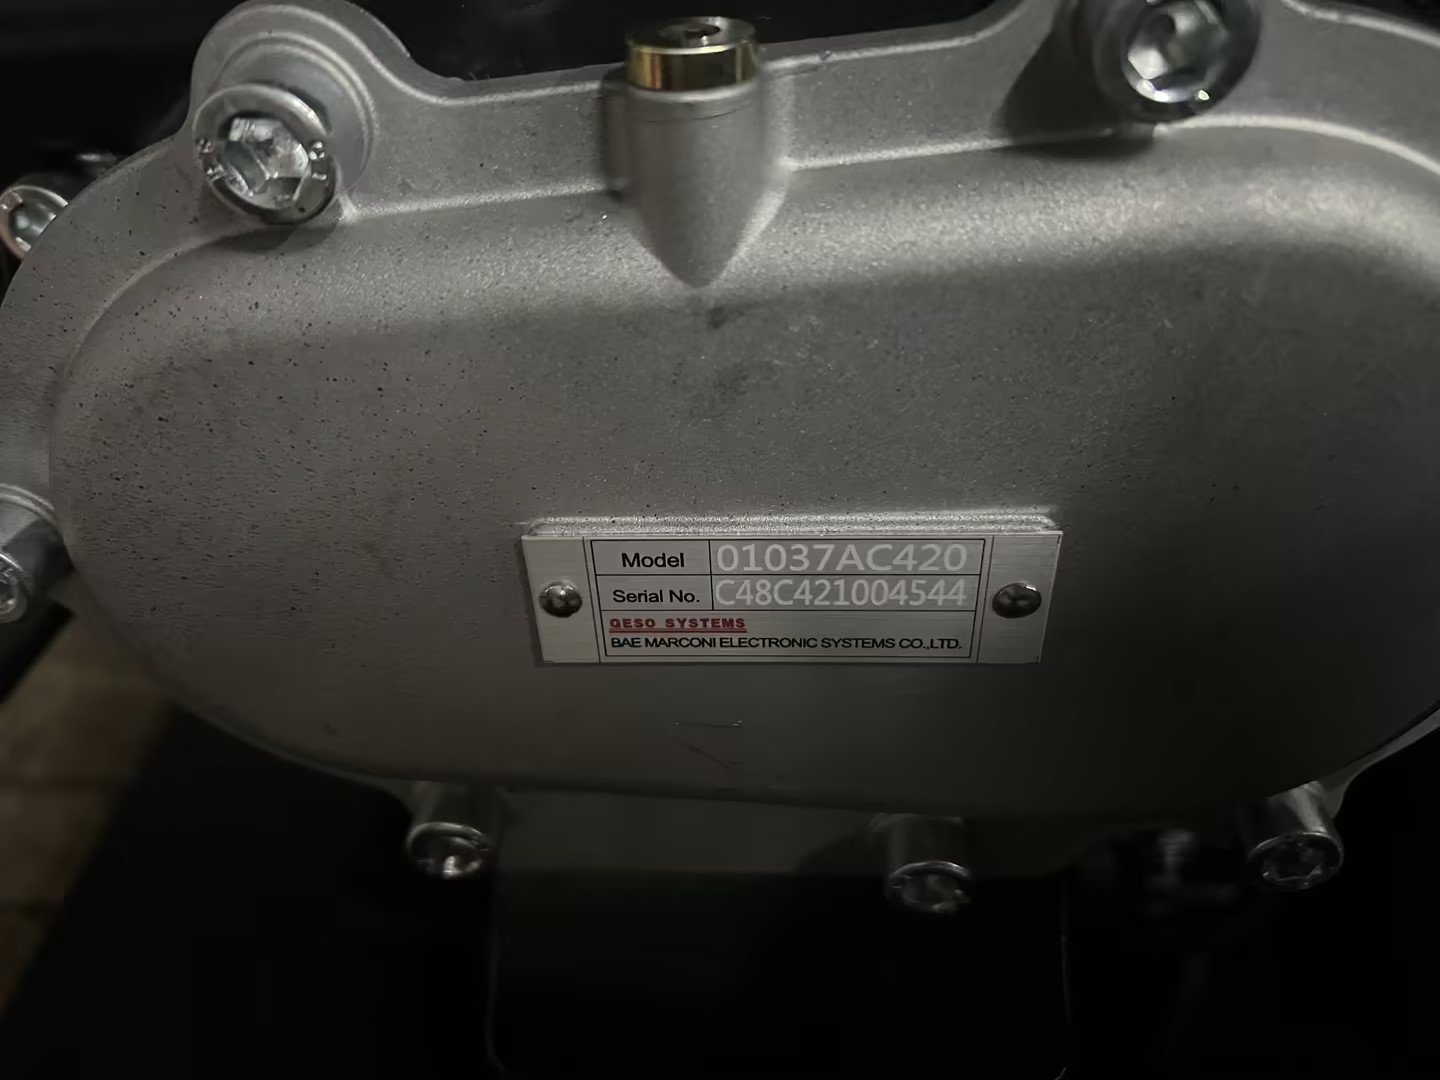 Model 01037AC420
Serial No. C48C421004544
QESO SYSTEMS
BAE MARCONI ELECTRONIC SYSTEMS CO.,LTD.